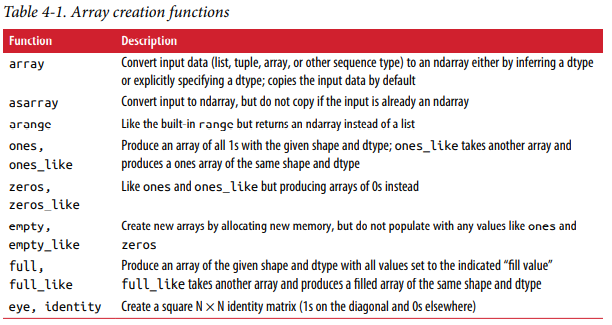 Table 4-1. Array creation functions
Function Description
array Convert input data (list, tuple, array, or other sequence type) to an ndarray either by inferring a dtype
or explicitly specifying a dtype; copies the input data by default
asarray Convert input to ndarray, but do not copy if the input is already an ndarray
arange Like the built-in range but returns an ndarray instead of a list
ones, Produce an array of all 1s with the given shape and dtype; ones_like takes another array and
ones_like produces a ones array of the same shape and dtype
zeros, Like ones and ones_like but producing arrays of 0s instead
zeros_like
empty, Create new arrays by allocating new memory, but do not populate with any values like ones and
empty_like zeros
full, Produce an array of the given shape and dtype with all values set to the indicated “fill value”
full_like full_like takes another array and produces a filled array of the same shape and dtype
eye, identity Create a square N × N identity matrix (1s on the diagonal and 0s elsewhere)